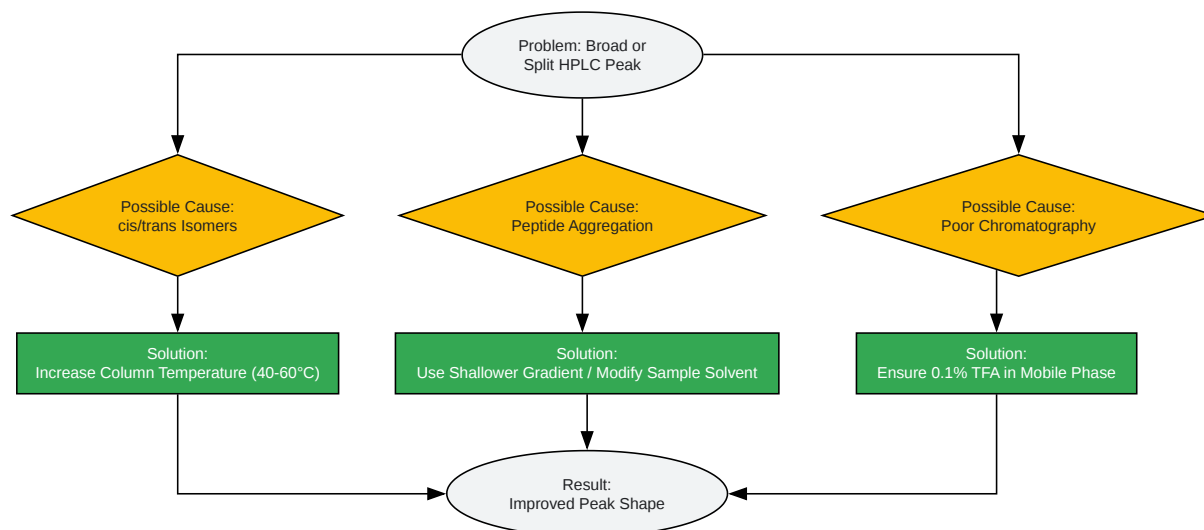 Problem: Broad or
Split HPLC Peak
Possible Cause:
cis/trans Isomers
Possible Cause:
Peptide Aggregation
Possible Cause:
Poor Chromatography
Solution:
Increase Column Temperature (40-60°C)
Solution:
Use Shallower Gradient / Modify Sample Solvent
Solution:
Ensure 0.1% TFA in Mobile Phase
Result:
Improved Peak Shape